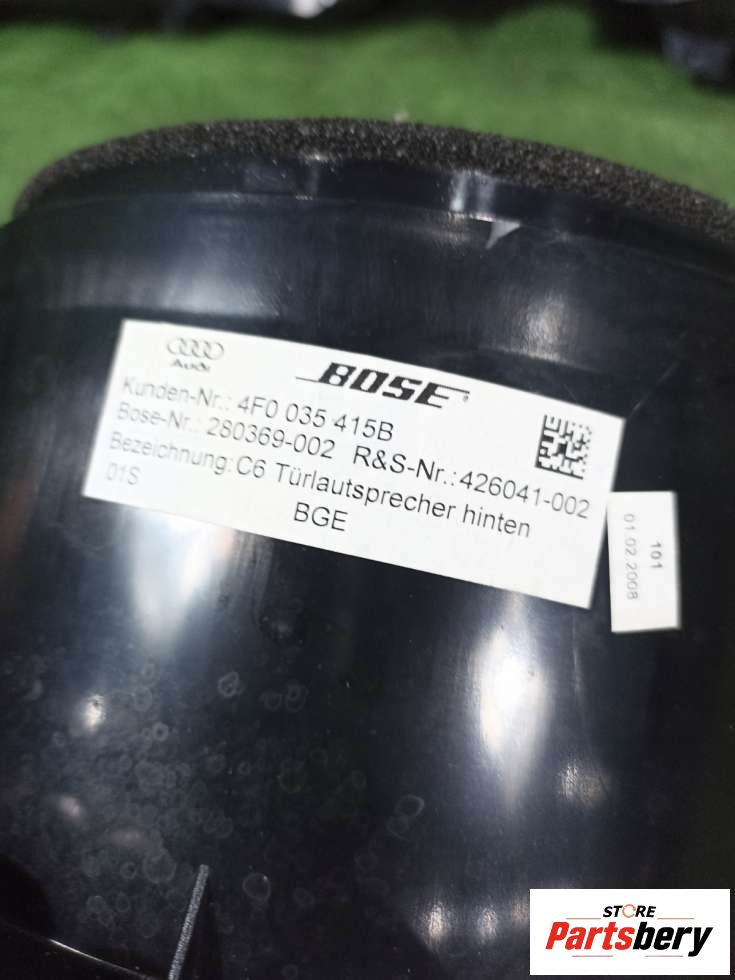 Audi
BOSE
Kunden-Nr.: 4F0 035 415B
Bose-Nr.: 280369-002 R&S-Nr.:426041-002
Bezeichnung: C6 Türlautsprecher hinten
01S
BGE
101
01.02.2008
STORE
Partsbery